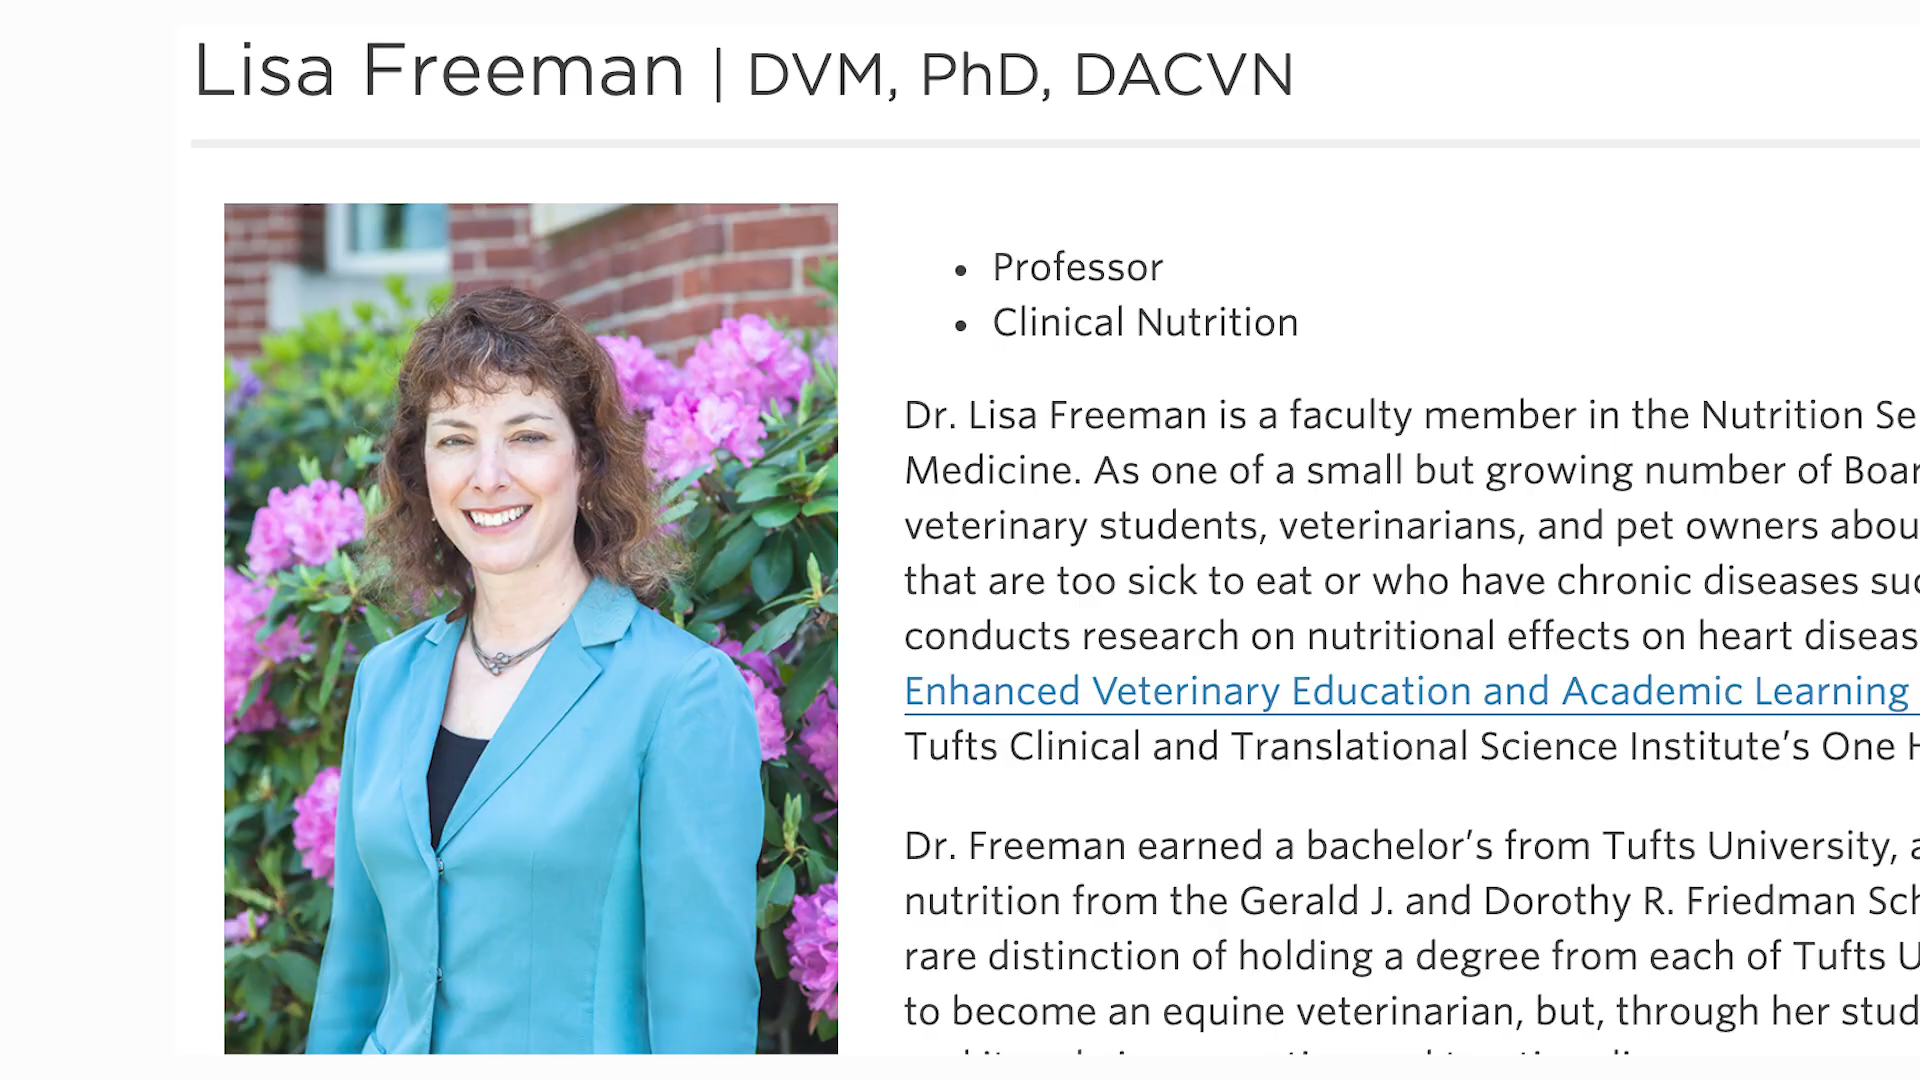 Lisa Freeman | DVM, PhD, DACVN
• Professor
• Clinical Nutrition
Dr. Lisa Freeman is a faculty member in the Nutrition Se
Medicine. As one of a small but growing number of Boar
veterinary students, veterinarians, and pet owners abou
that are too sick to eat or who have chronic diseases suc
conducts research on nutritional effects on heart diseas
Enhanced Veterinary Education and Academic Learning
Tufts Clinical and Translational Science Institute’s One H
Dr. Freeman earned a bachelor’s from Tufts University, a
nutrition from the Gerald J. and Dorothy R. Friedman Sch
rare distinction of holding a degree from each of Tufts U
to become an equine veterinarian, but, through her stud